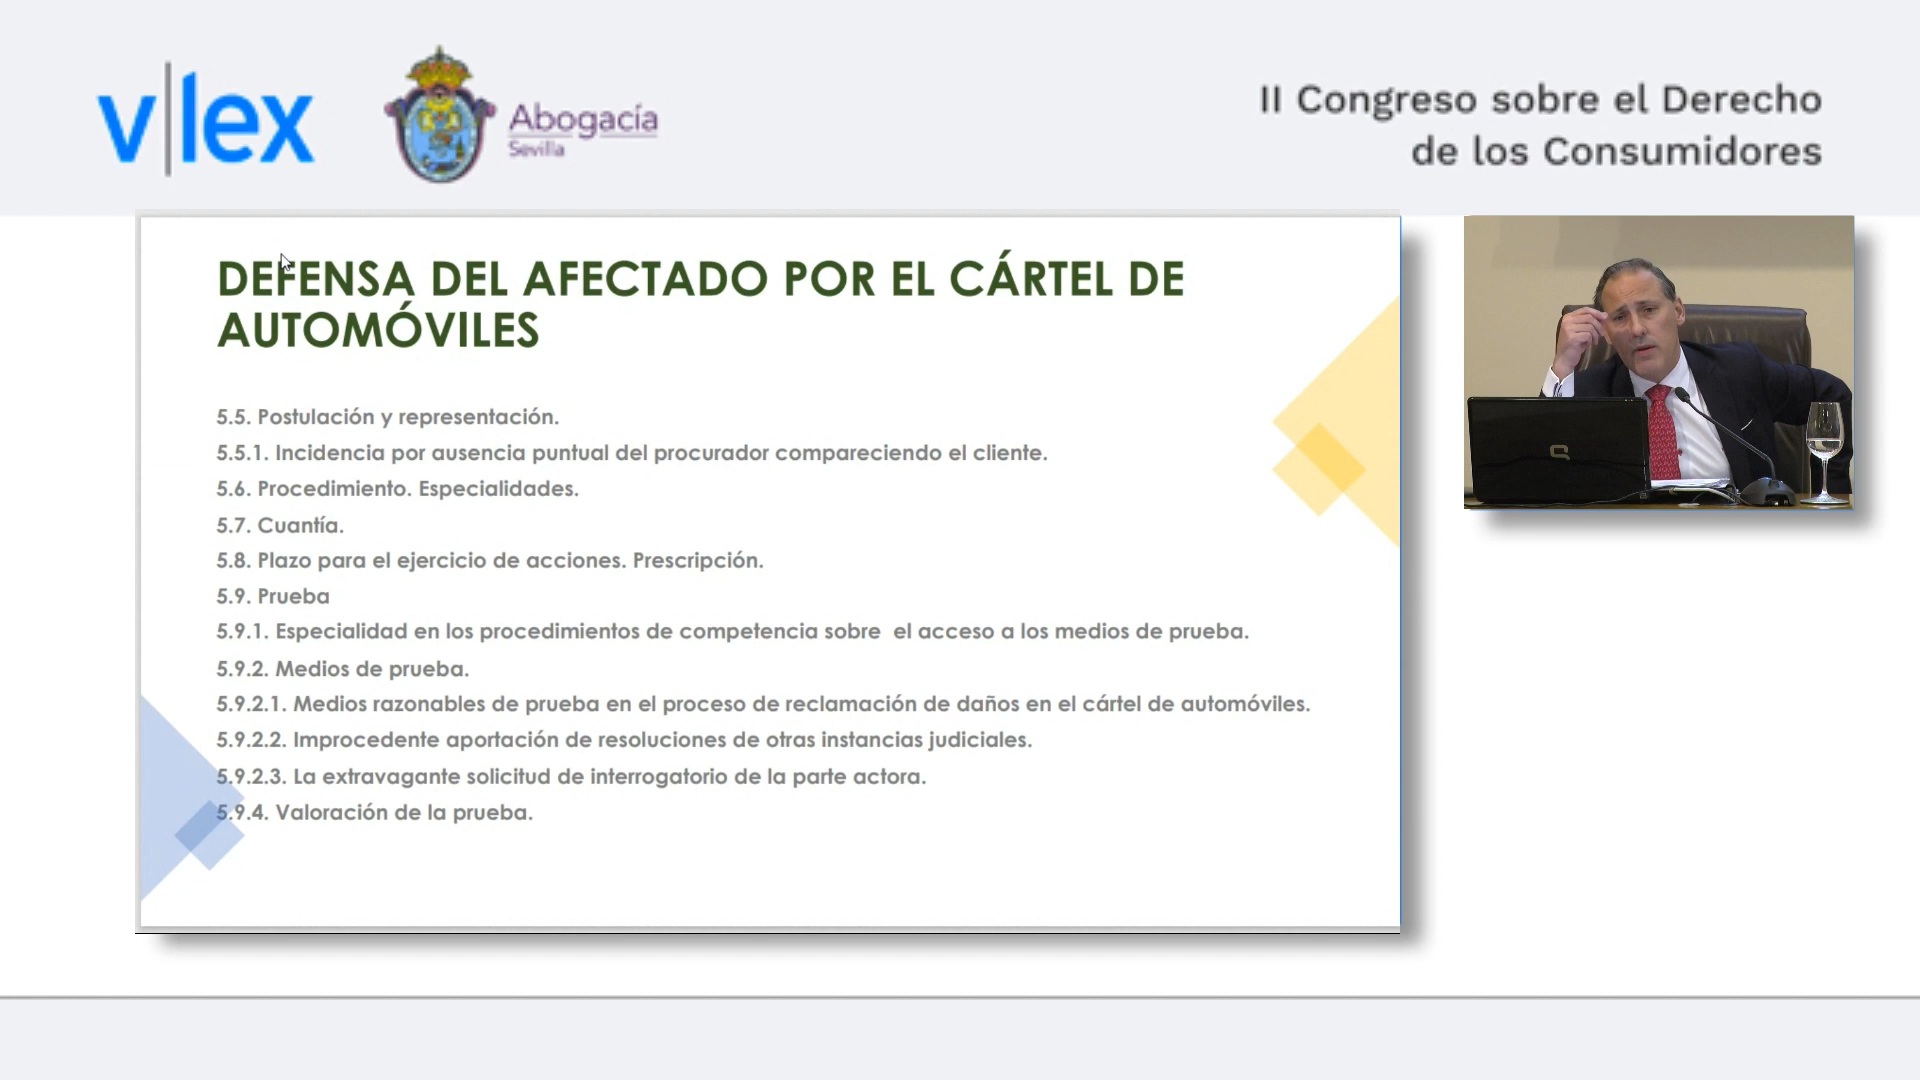 v|lex
Abogacía
Sevilla
II Congreso sobre el Derecho
de los Consumidores
DEFENSA DEL AFECTADO POR EL CÁRTEL DE
AUTOMÓVILES
5.5. Postulación y representación.
5.5.1. Incidencia por ausencia puntual del procurador compareciendo el cliente.
5.6. Procedimiento. Especialidades.
5.7. Cuantía.
5.8. Plazo para el ejercicio de acciones. Prescripción.
5.9. Prueba
5.9.1. Especialidad en los procedimientos de competencia sobre  el acceso a los medios de prueba.
5.9.2. Medios de prueba.
5.9.2.1. Medios razonables de prueba en el proceso de reclamación de daños en el cártel de automóviles.
5.9.2.2. Improcedente aportación de resoluciones de otras instancias judiciales.
5.9.2.3. La extravagante solicitud de interrogatorio de la parte actora.
5.9.4. Valoración de la prueba.